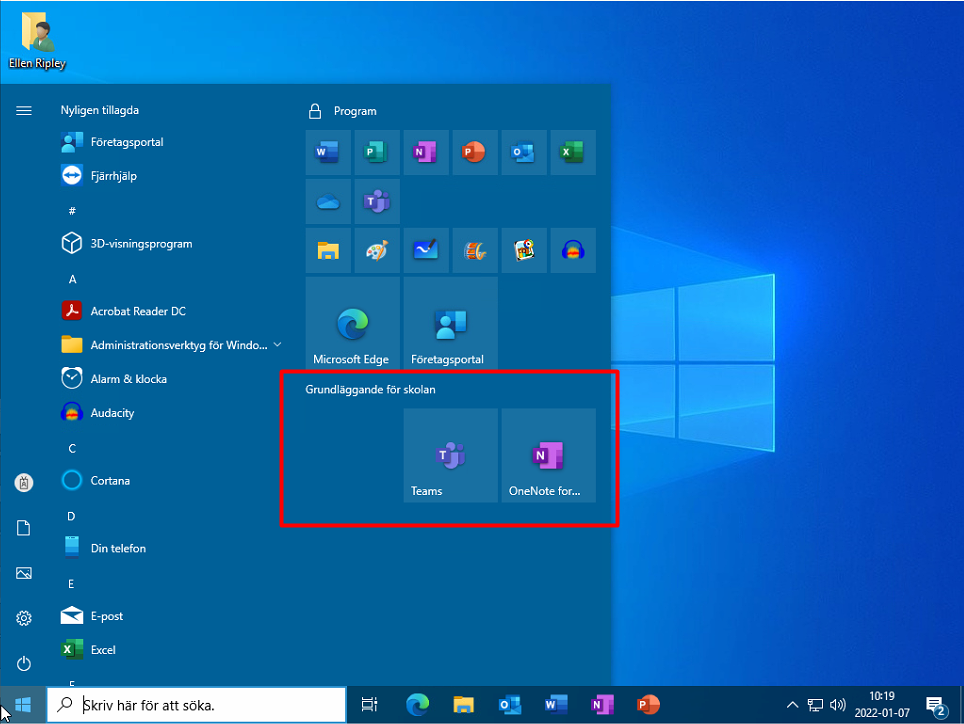 Ellen Ripley
Nyligen tillagda
Företagsportal
Fjärrhjälp
#
3D-visningsprogram
A
Acrobat Reader DC
Administrationsverktyg för Windo...
Alarm & klocka
Audacity
C
Cortana
D
Din telefon
E
E-post
Excel
F
Program
Microsoft Edge
Företagsportal
Grundläggande för skolan
Teams
OneNote for...
Skriv här för att söka.
10:19
2022-01-07
2